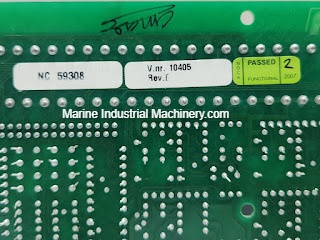 NC 59308
V.nr. 10405
Rev.F
PASSED
2
FUNCTIONAL
2007
Marine Industrial Machinery.com